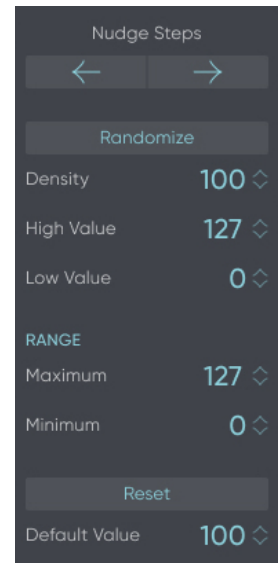 Nudge Steps
Randomize
Density 100
High Value 127
Low Value 0
RANGE
Maximum 127
Minimum 0
Reset
Default Value 100